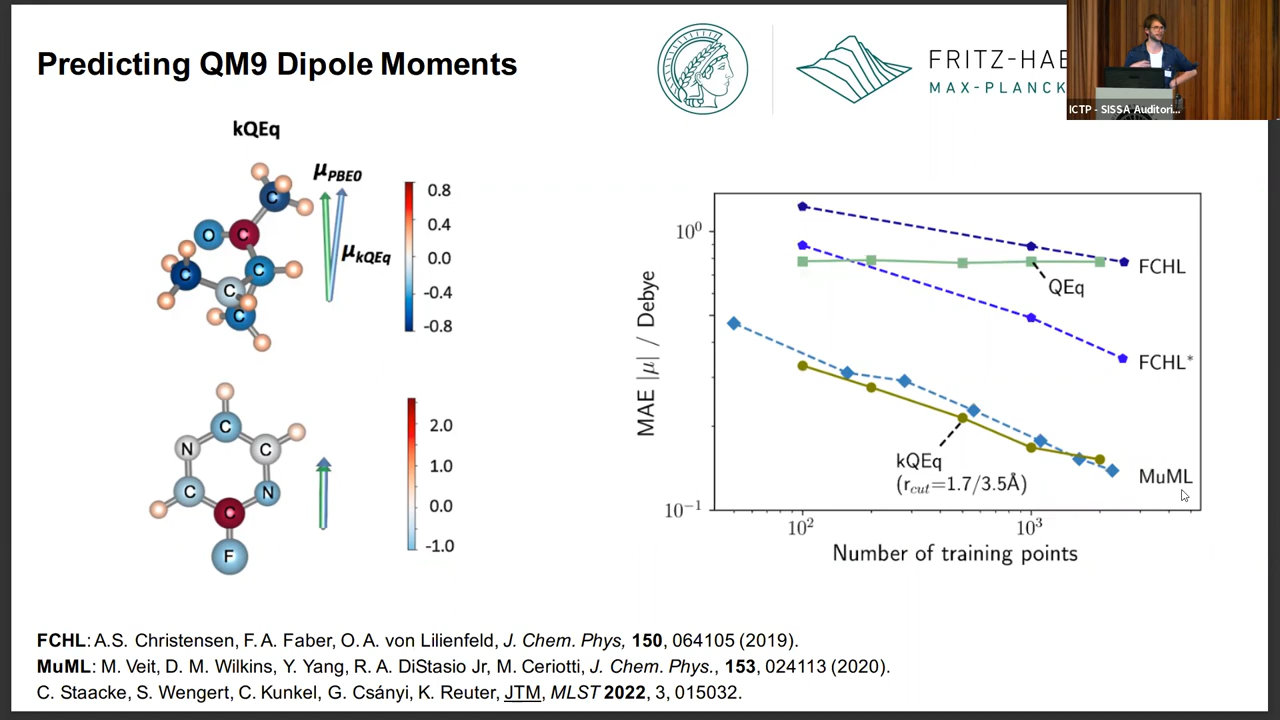 Predicting QM9 Dipole Moments
FRITZ-HAB
MAX-PLANCK
ICTP - SISSA Auditori...
kQEq
μPBE0
μkQEq
O
C
C
C
C
C
C
0.8
0.4
0.0
-0.4
-0.8
C
N
C
C
N
C
F
2.0
1.0
0.0
-1.0
MAE |μ| / Debye
10⁰
10⁻¹
10²
10³
Number of training points
FCHL
QEq
FCHL*
kQEq
(r_cut=1.7/3.5Å)
MuML
FCHL: A.S. Christensen, F. A. Faber, O. A. von Lilienfeld, J. Chem. Phys, 150, 064105 (2019).
MuML: M. Veit, D. M. Wilkins, Y. Yang, R. A. DiStasio Jr, M. Ceriotti, J. Chem. Phys., 153, 024113 (2020).
C. Staacke, S. Wengert, C. Kunkel, G. Csányi, K. Reuter, JTM, MLST 2022, 3, 015032.